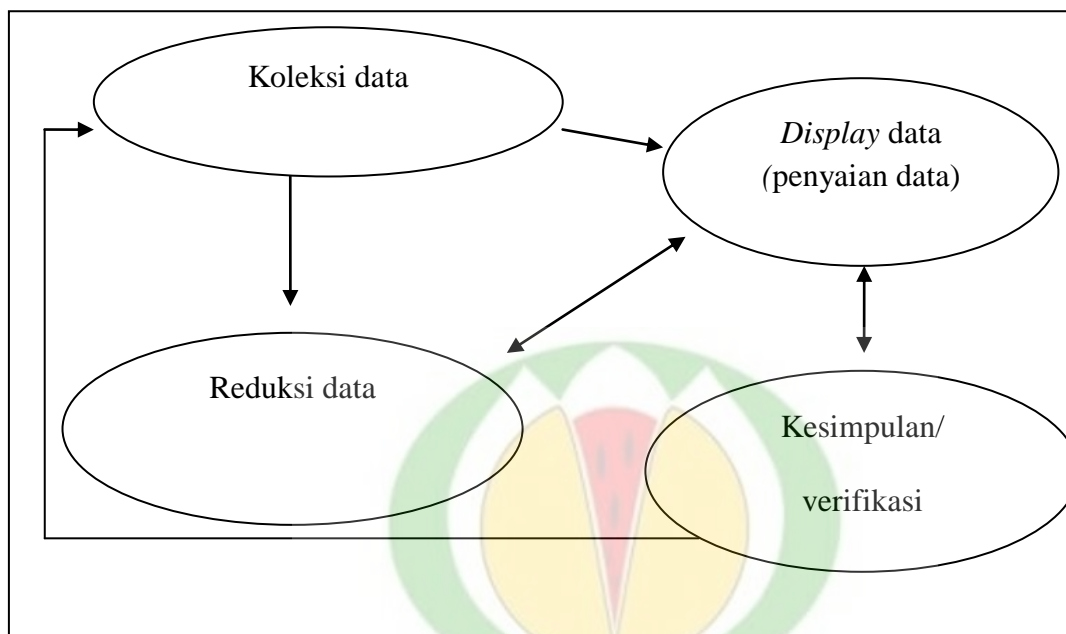 Koleksi data
Display data
(penyaian data)
Reduksi data
Kesimpulan/
verifikasi